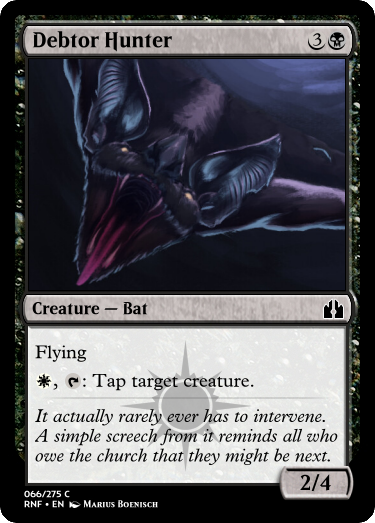 Debtor Hunter 3
Creature — Bat
Flying
, : Tap target creature.
It actually rarely ever has to intervene.
A simple screech from it reminds all who
owe the church that they might be next.
2/4
066/275 C
RNF • EN Marius Boenisch